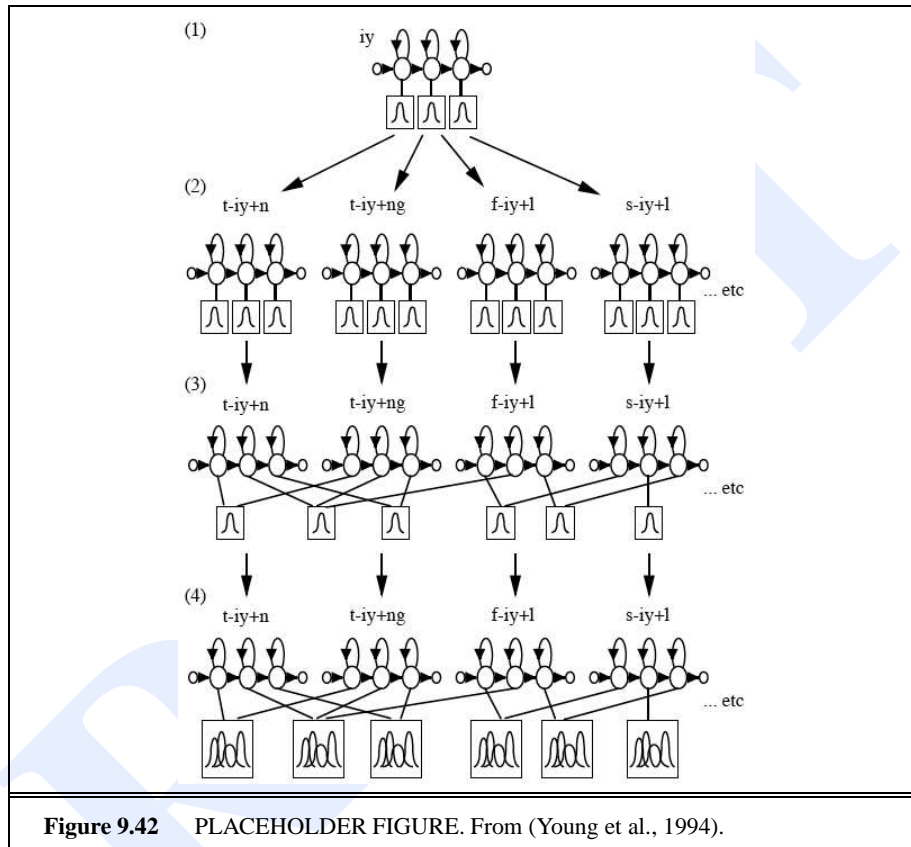 (1)
iy
(2)
t-iy+n t-iy+ng f-iy+l s-iy+l
... etc
(3)
t-iy+n t-iy+ng f-iy+l s-iy+l
... etc
(4)
t-iy+n t-iy+ng f-iy+l s-iy+l
... etc
Figure 9.42 PLACEHOLDER FIGURE. From (Young et al., 1994).